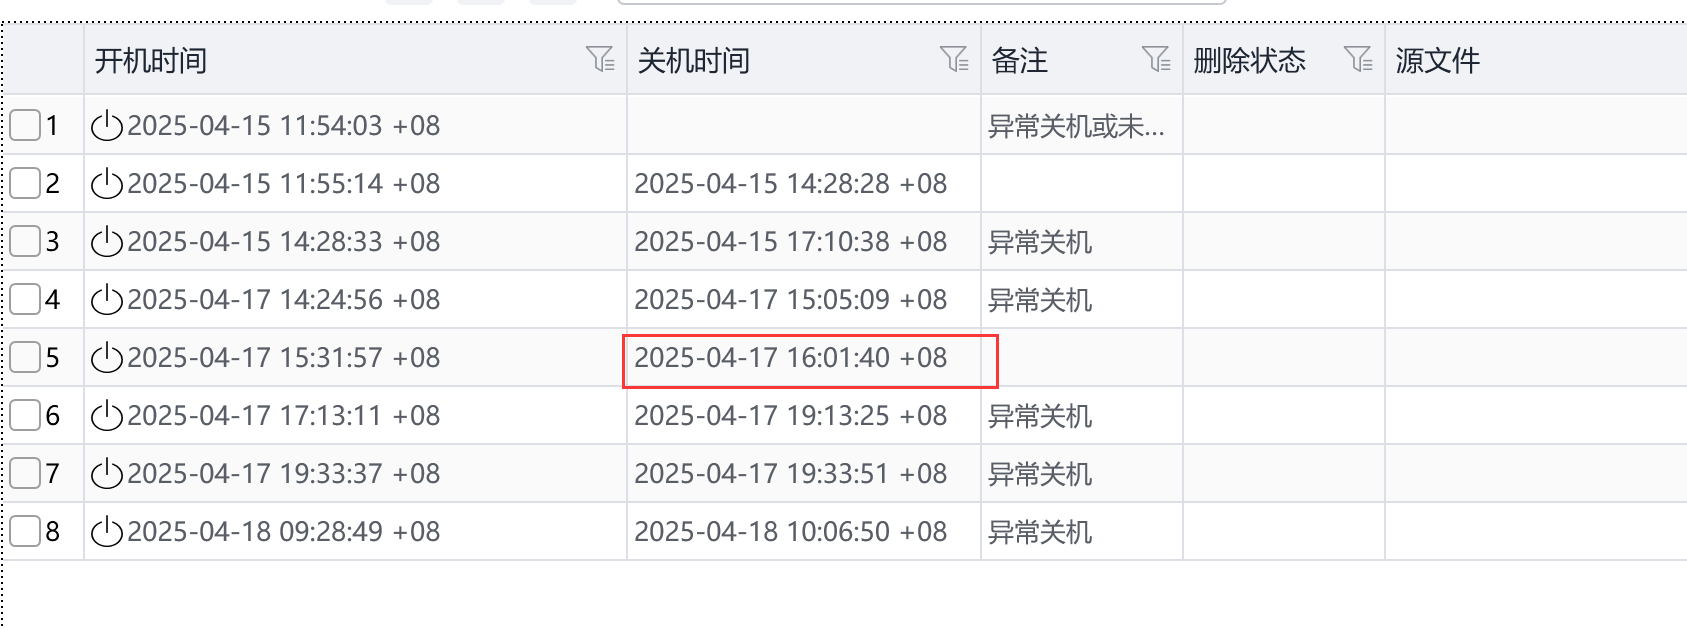 开机时间 关机时间 备注 删除状态 源文件
1 2025-04-15 11:54:03 +08 异常关机或未...
2 2025-04-15 11:55:14 +08 2025-04-15 14:28:28 +08
3 2025-04-15 14:28:33 +08 2025-04-15 17:10:38 +08 异常关机
4 2025-04-17 14:24:56 +08 2025-04-17 15:05:09 +08 异常关机
5 2025-04-17 15:31:57 +08 2025-04-17 16:01:40 +08
6 2025-04-17 17:13:11 +08 2025-04-17 19:13:25 +08 异常关机
7 2025-04-17 19:33:37 +08 2025-04-17 19:33:51 +08 异常关机
8 2025-04-18 09:28:49 +08 2025-04-18 10:06:50 +08 异常关机